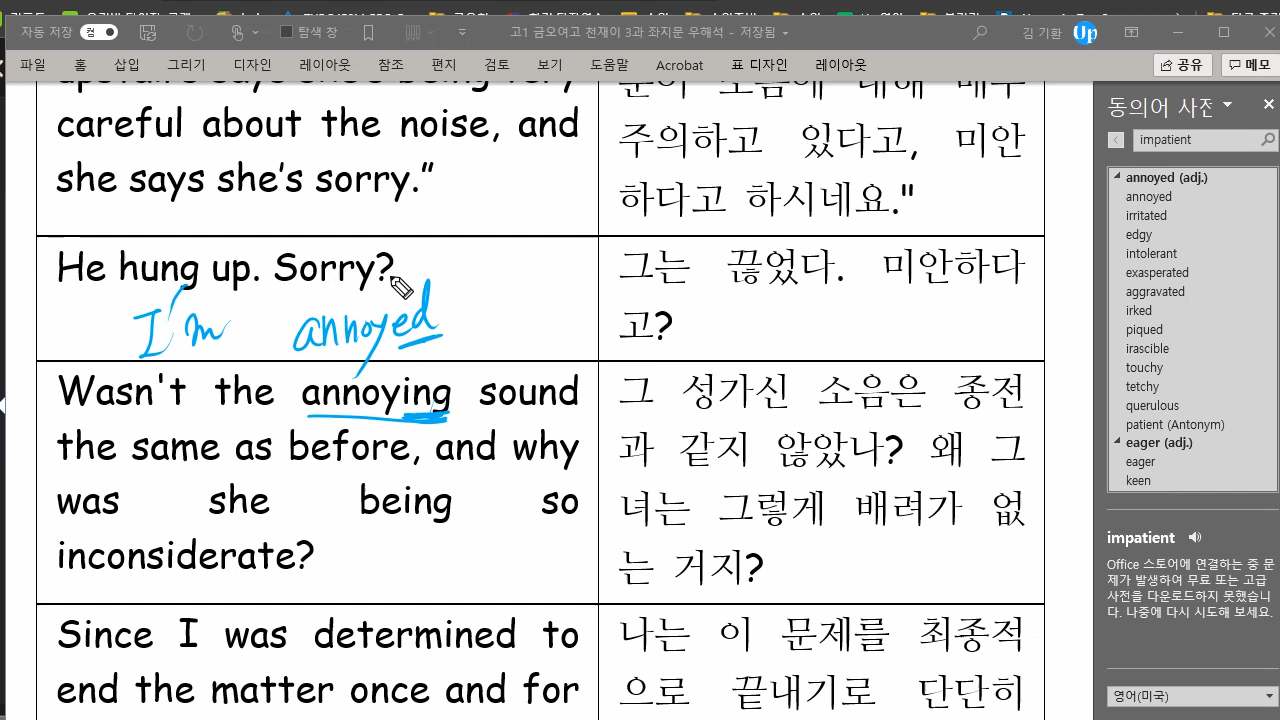 자동 저장
컴
탐색 창
고1 금오여고 천재이 3과 좌지문 우해석 – 저장됨
김 기환
Up
파일 홈 삽입 그리기 디자인 레이아웃 참조 편지 검토 보기 도움말 Acrobat 표 디자인 레이아웃
공유
메모
careful about the noise, and
she says she’s sorry.”
주의하고 있다고, 미안
하다고 하시네요."
He hung up. Sorry?
I'm annoyed
그는 끊었다. 미안하다
고?
Wasn't the annoying sound
the same as before, and why
was she being so
inconsiderate?
그 성가신 소음은 종전
과 같지 않았나? 왜 그
녀는 그렇게 배려가 없
는 거지?
Since I was determined to
end the matter once and for
나는 이 문제를 최종적
으로 끝내기로 단단히
동의어 사전
impatient
annoyed (adj.)
annoyed
irritated
edgy
intolerant
exasperated
aggravated
irked
piqued
irascible
touchy
tetchy
querulous
patient (Antonym)
eager (adj.)
eager
keen
impatient
Office 스토어에 연결하는 중 문
제가 발생하여 무료 또는 고급
사전을 다운로드하지 못했습니
다. 나중에 다시 시도해 보세요.
영어(미국)